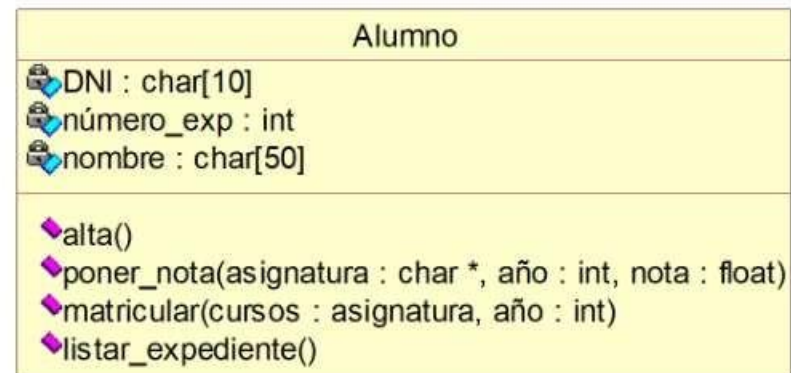 Alumno
DNI : char[10]
número_exp : int
nombre : char[50]
alta()
poner_nota(asignatura : char *, año : int, nota : float)
matricular(cursos : asignatura, año : int)
listar_expediente()